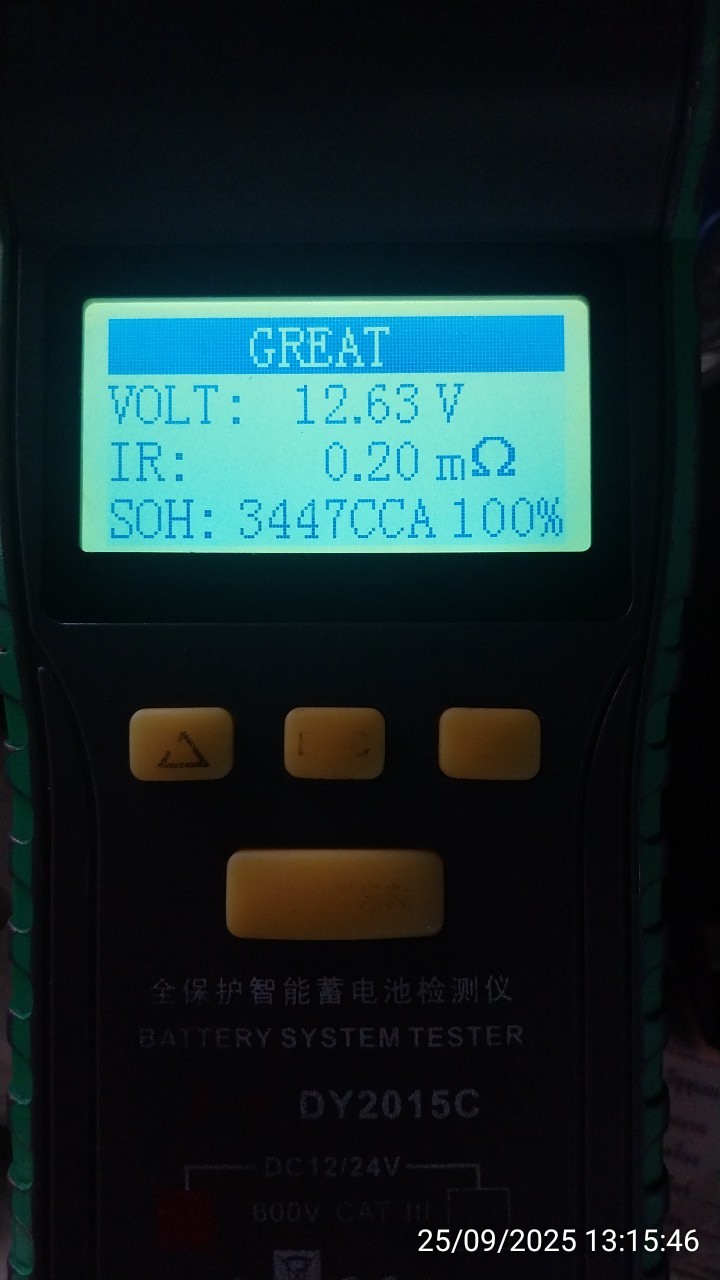 GREAT
VOLT: 12.63 V
IR: 0.20 mΩ
SOH: 3447CCA 100%
全保护智能蓄电池检测仪
BATTERY SYSTEM TESTER
DY2015C
DC12/24V
600V CAT III
25/09/2025 13:15:46